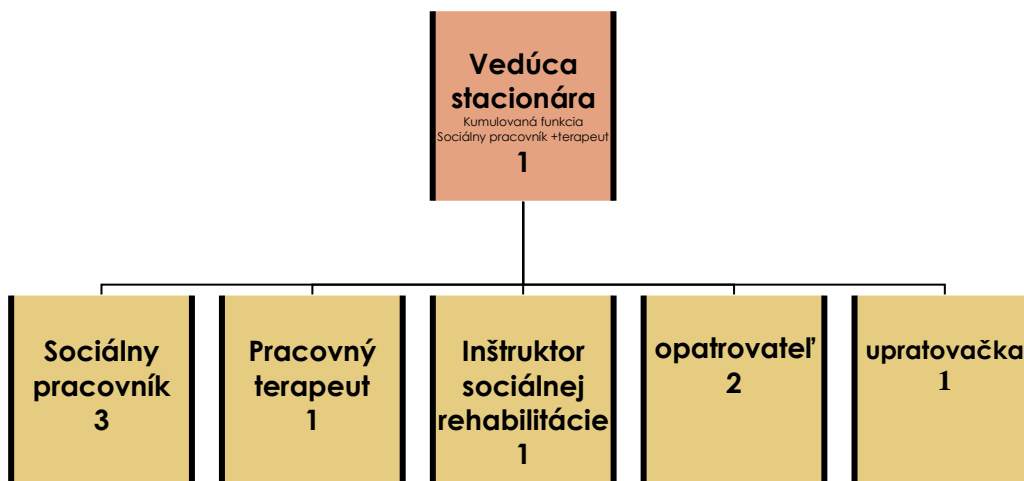 Vedúca
stacionára
Kumulovaná funkcia
Sociálny pracovník +terapeut
1
Sociálny
pracovník
3
Pracovný
terapeut
1
Inštruktor
sociálnej
rehabilitácie
1
opatrovateľ
2
upratovačka
1